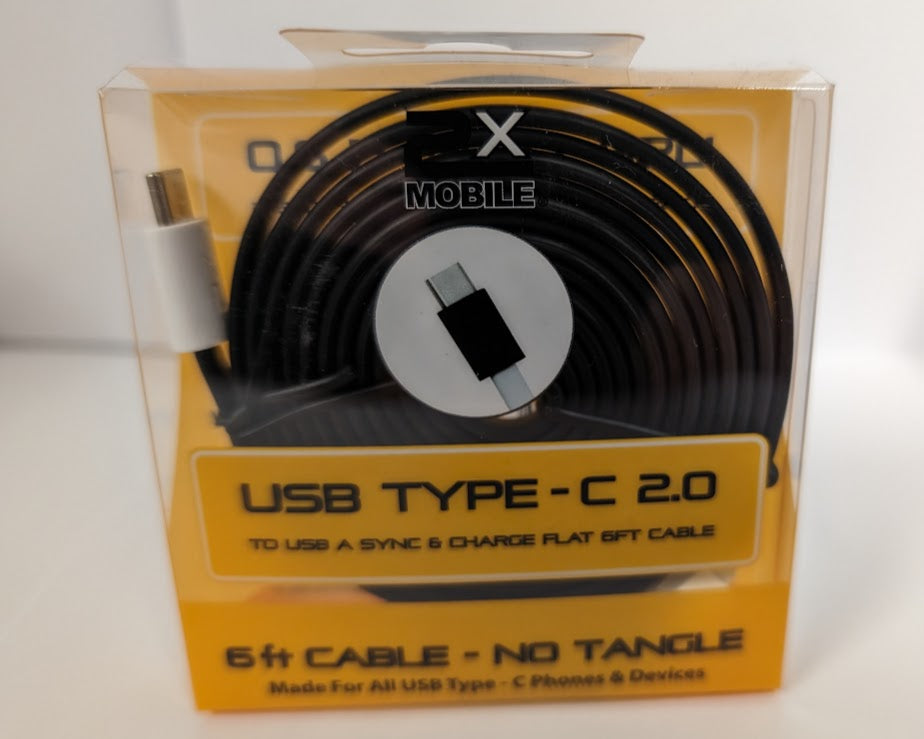 2X
MOBILE
USB TYPE - C 2.0
TO USB A SYNC & CHARGE FLAT 6FT CABLE
6ft CABLE - NO TANGLE
Made For All USB Type - C Phones & Devices